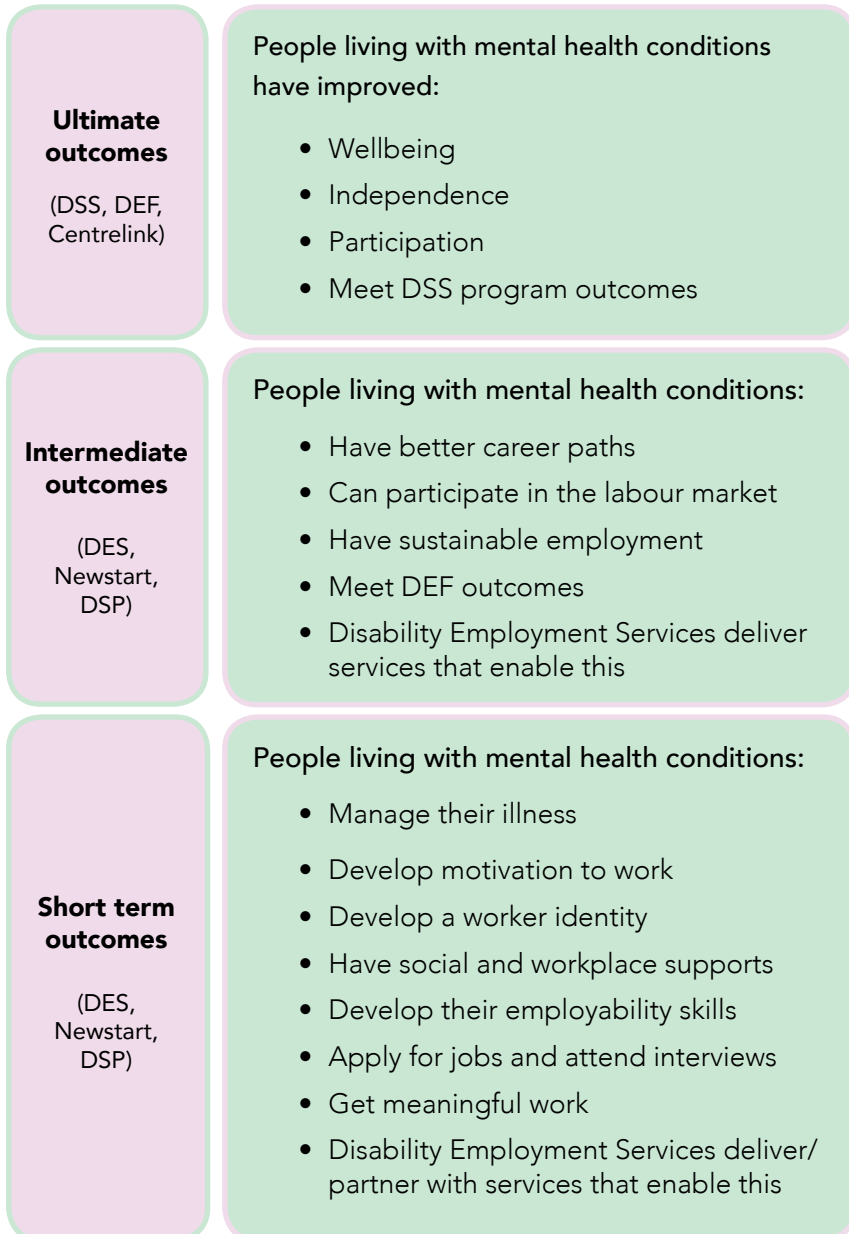 Ultimate
outcomes
(DSS, DEF,
Centrelink)
People living with mental health conditions
have improved:
• Wellbeing
• Independence
• Participation
• Meet DSS program outcomes
Intermediate
outcomes
(DES,
Newstart,
DSP)
People living with mental health conditions:
• Have better career paths
• Can participate in the labour market
• Have sustainable employment
• Meet DEF outcomes
• Disability Employment Services deliver
services that enable this
Short term
outcomes
(DES,
Newstart,
DSP)
People living with mental health conditions:
• Manage their illness
• Develop motivation to work
• Develop a worker identity
• Have social and workplace supports
• Develop their employability skills
• Apply for jobs and attend interviews
• Get meaningful work
• Disability Employment Services deliver/
partner with services that enable this